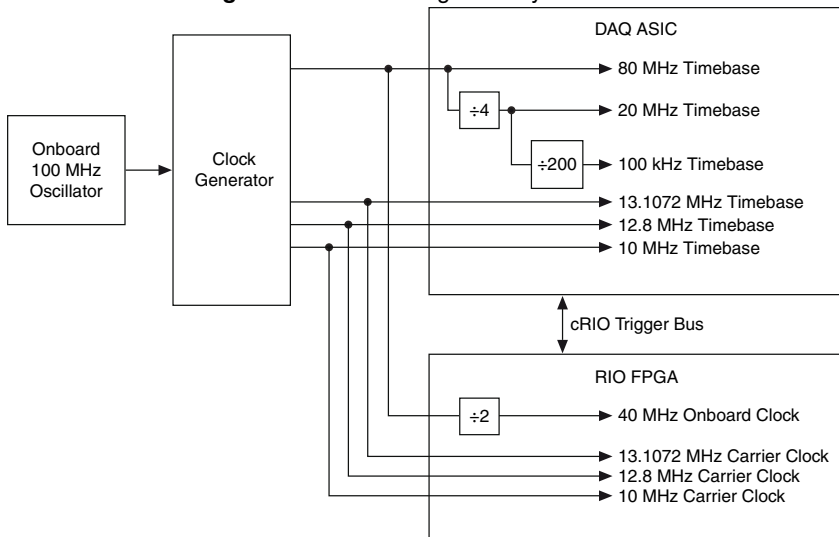 DAQ ASIC
80 MHz Timebase
÷4
20 MHz Timebase
Onboard
100 MHz
Oscillator
Clock
Generator
÷200
100 kHz Timebase
13.1072 MHz Timebase
12.8 MHz Timebase
10 MHz Timebase
cRIO Trigger Bus
RIO FPGA
÷2
40 MHz Onboard Clock
13.1072 MHz Carrier Clock
12.8 MHz Carrier Clock
10 MHz Carrier Clock